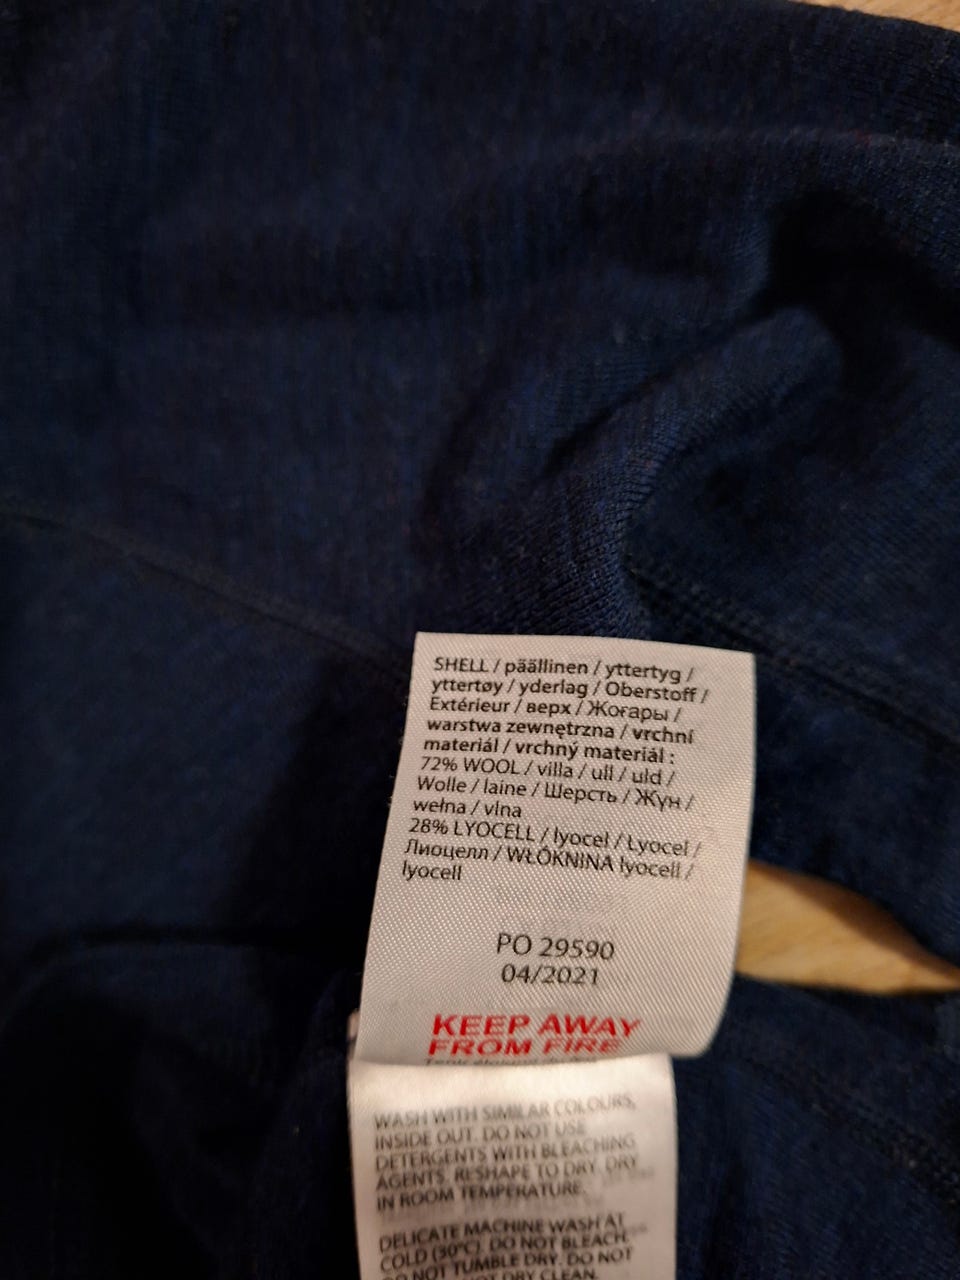 SHELL / päällinen / yttertyg /
yttertøy / yderlag / Oberstoff /
Extérieur / верх / Жоғары /
warstwa zewnętrzna / vrchní
materiál / vrchný materiál :
72% WOOL / villa / ull / uld /
Wolle / laine / Шерсть / Жүн /
wełna / vlna
28% LYOCELL / lyocel / Lyocel /
Лиоцелл / WŁÓKNINA lyocell /
lyocell
PO 29590
04/2021
KEEP AWAY
FROM FIRE
WASH WITH SIMILAR COLOURS,
INSIDE OUT. DO NOT USE
DETERGENTS WITH BLEACHING
AGENTS. RESHAPE TO DRY. DRY
IN ROOM TEMPERATURE.
DELICATE MACHINE WASH AT
COLD (30°C). DO NOT BLEACH.
DO NOT TUMBLE DRY. DO NOT
NOT DRY CLEAN.